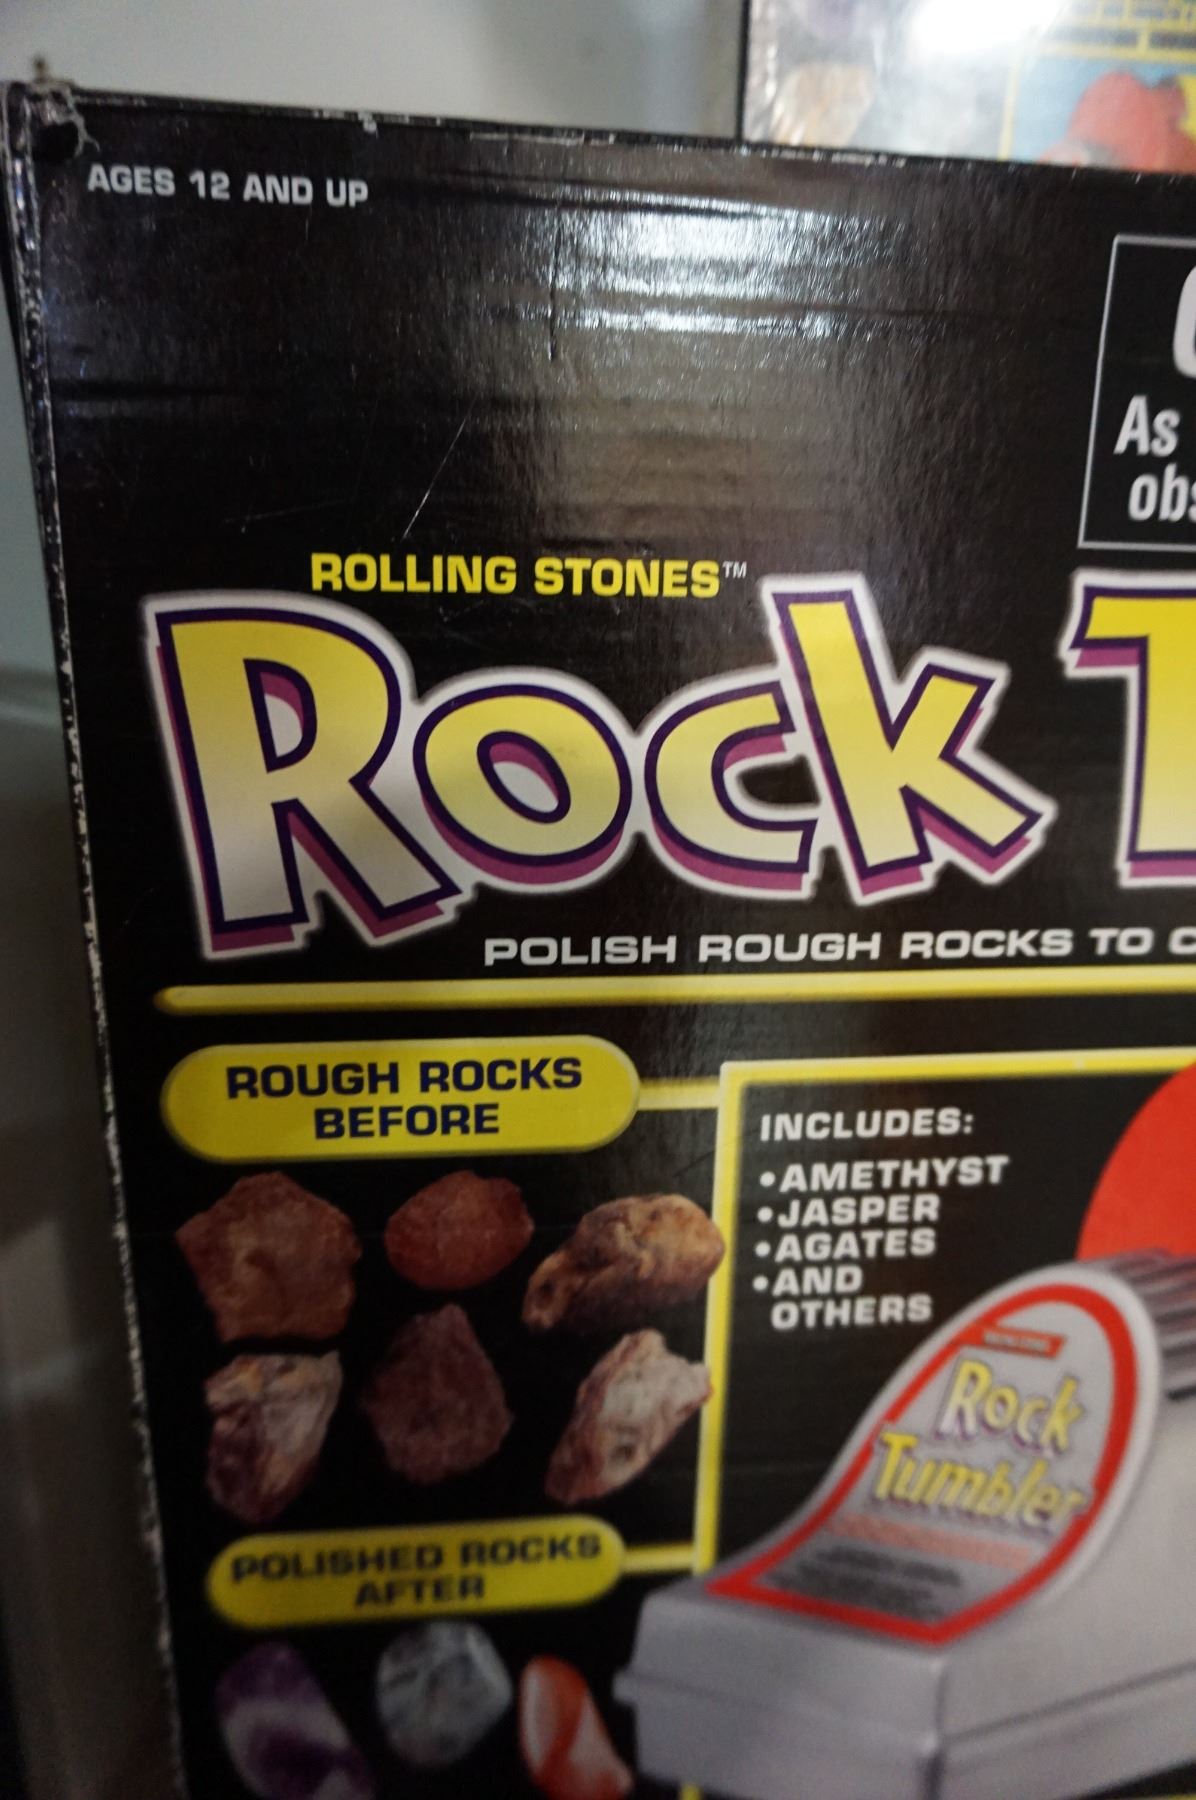 AGES 12 AND UP
As
ROLLING STONES™
Rock T
POLISH ROUGH ROCKS TO C
ROUGH ROCKS
BEFORE
INCLUDES:
•AMETHYST
•JASPER
•AGATES
•AND
OTHERS
Rock
Tumbler
POLISHED ROCKS
AFTER